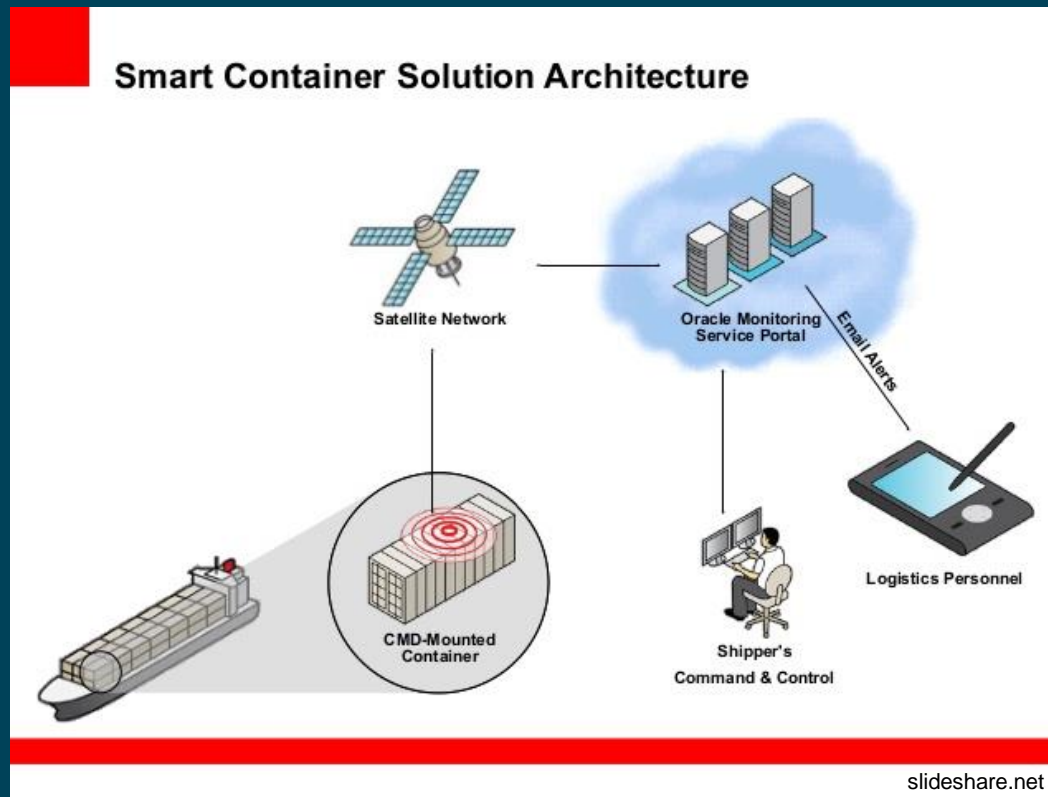 Smart Container Solution Architecture
Satellite Network
Oracle Monitoring
Service Portal
Email Alerts
Logistics Personnel
CMD-Mounted
Container
Shipper's
Command & Control
slideshare.net